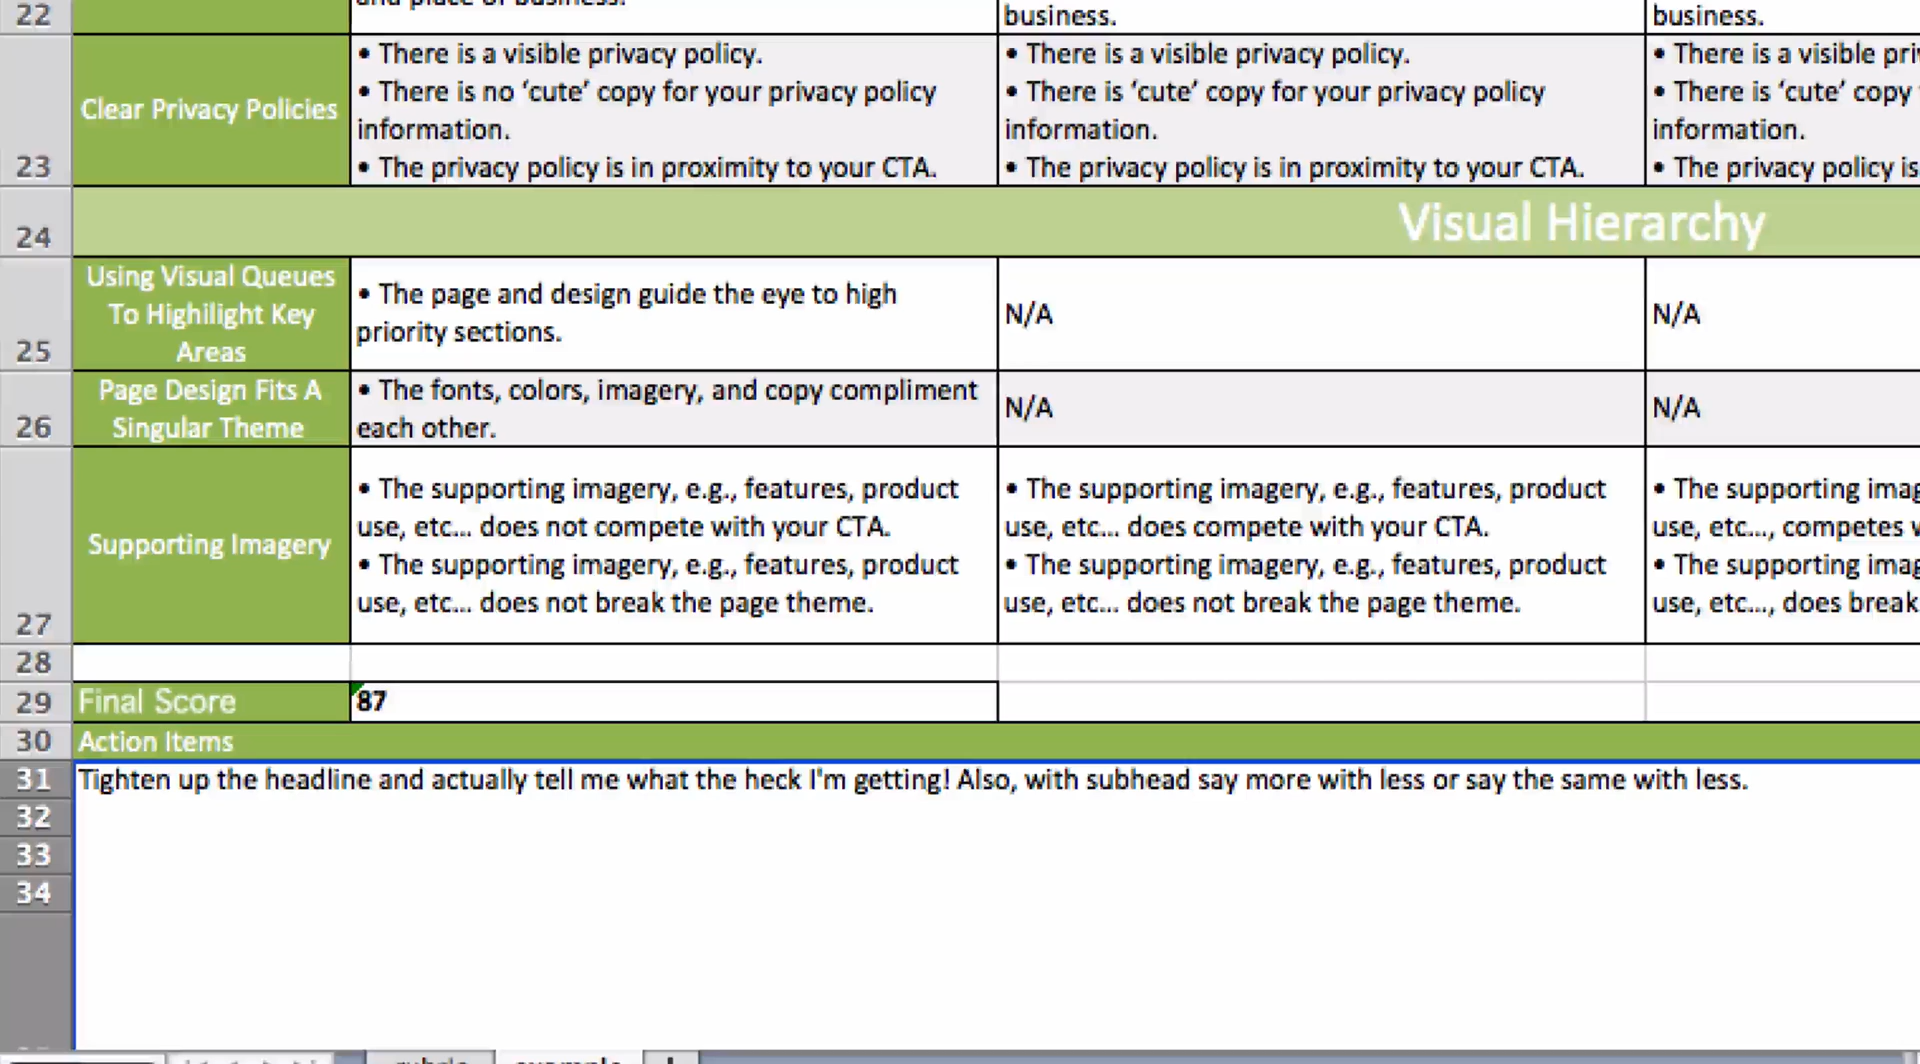 22
and place of business.
business.
business.
Clear Privacy Policies
• There is a visible privacy policy.
• There is no ‘cute’ copy for your privacy policy
information.
• The privacy policy is in proximity to your CTA.
• There is a visible privacy policy.
• There is ‘cute’ copy for your privacy policy
information.
• The privacy policy is in proximity to your CTA.
• There is a visible pri
• There is ‘cute’ copy
information.
• The privacy policy is
23
24
Visual Hierarchy
Using Visual Queues
To Highilight Key
Areas
• The page and design guide the eye to high
priority sections.
N/A
N/A
25
Page Design Fits A
Singular Theme
• The fonts, colors, imagery, and copy compliment
each other.
N/A
N/A
26
Supporting Imagery
• The supporting imagery, e.g., features, product
use, etc... does not compete with your CTA.
• The supporting imagery, e.g., features, product
use, etc... does not break the page theme.
• The supporting imagery, e.g., features, product
use, etc... does compete with your CTA.
• The supporting imagery, e.g., features, product
use, etc... does not break the page theme.
• The supporting imag
use, etc..., competes
• The supporting imag
use, etc..., does break
27
28
29
Final Score
87
30
Action Items
31
Tighten up the headline and actually tell me what the heck I'm getting! Also, with subhead say more with less or say the same with less.
32
33
34